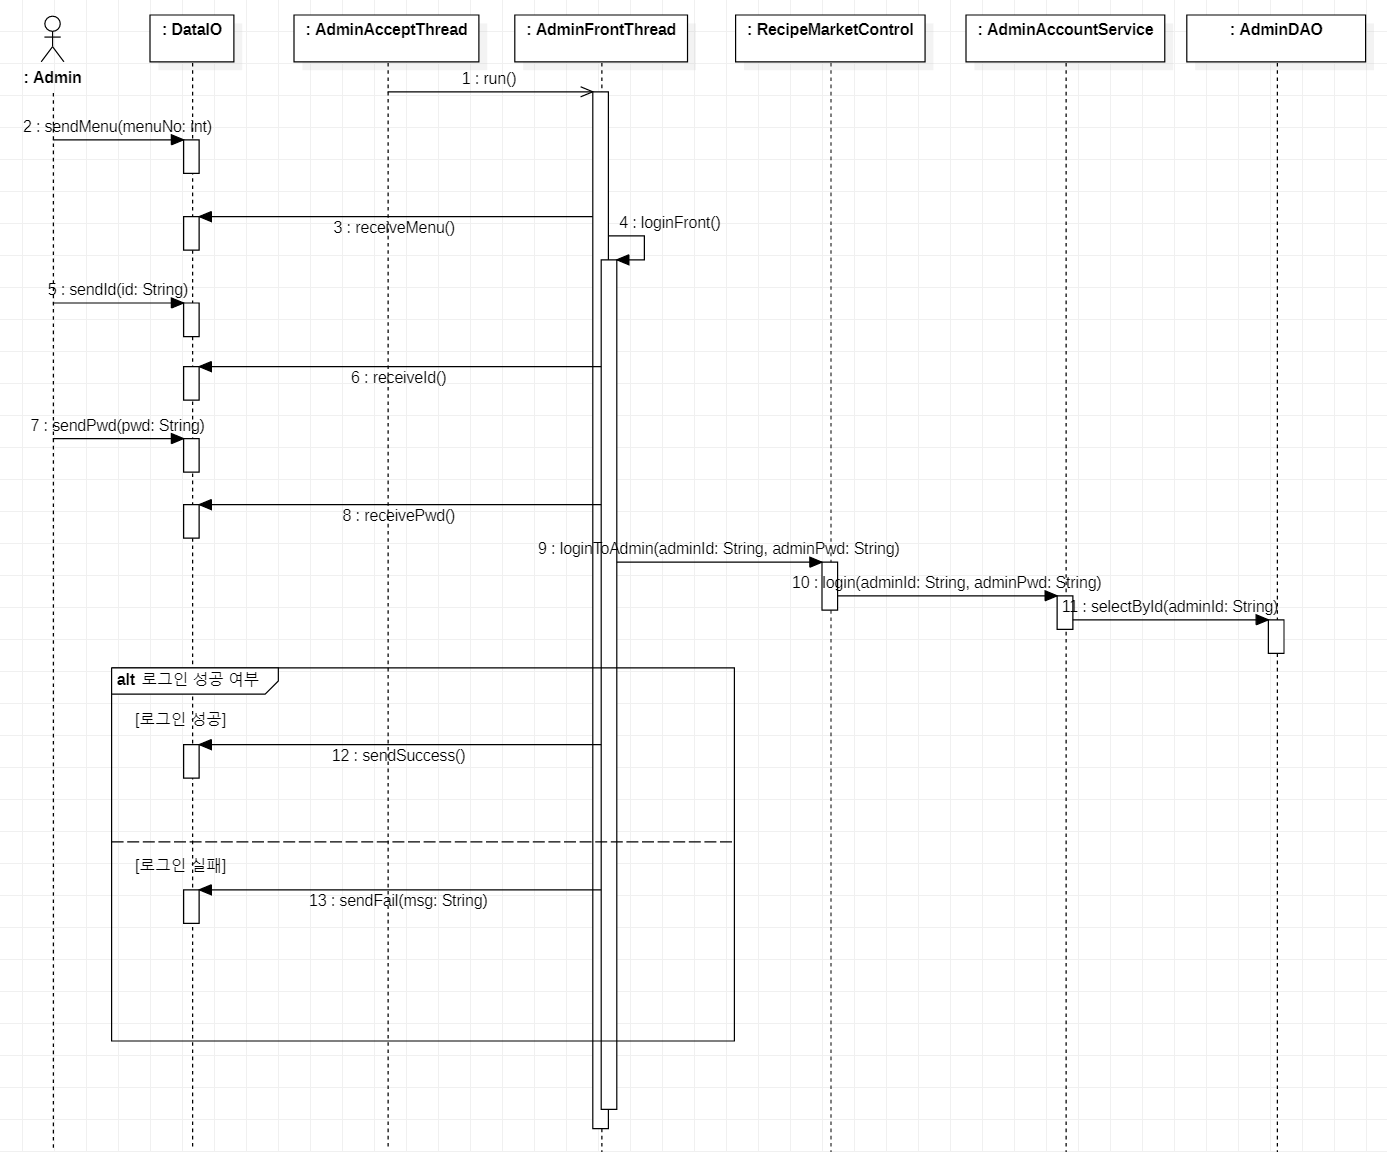 : Admin
: DataIO
: AdminAcceptThread
: AdminFrontThread
: RecipeMarketControl
: AdminAccountService
: AdminDAO
1 : run()
2 : sendMenu(menuNo: int)
3 : receiveMenu()
4 : loginFront()
5 : sendId(id: String)
6 : receiveId()
7 : sendPwd(pwd: String)
8 : receivePwd()
9 : loginToAdmin(adminId: String, adminPwd: String)
10 : login(adminId: String, adminPwd: String)
11 : selectById(adminId: String)
alt 로그인 성공 여부
[로그인 성공]
12 : sendSuccess()
[로그인 실패]
13 : sendFail(msg: String)